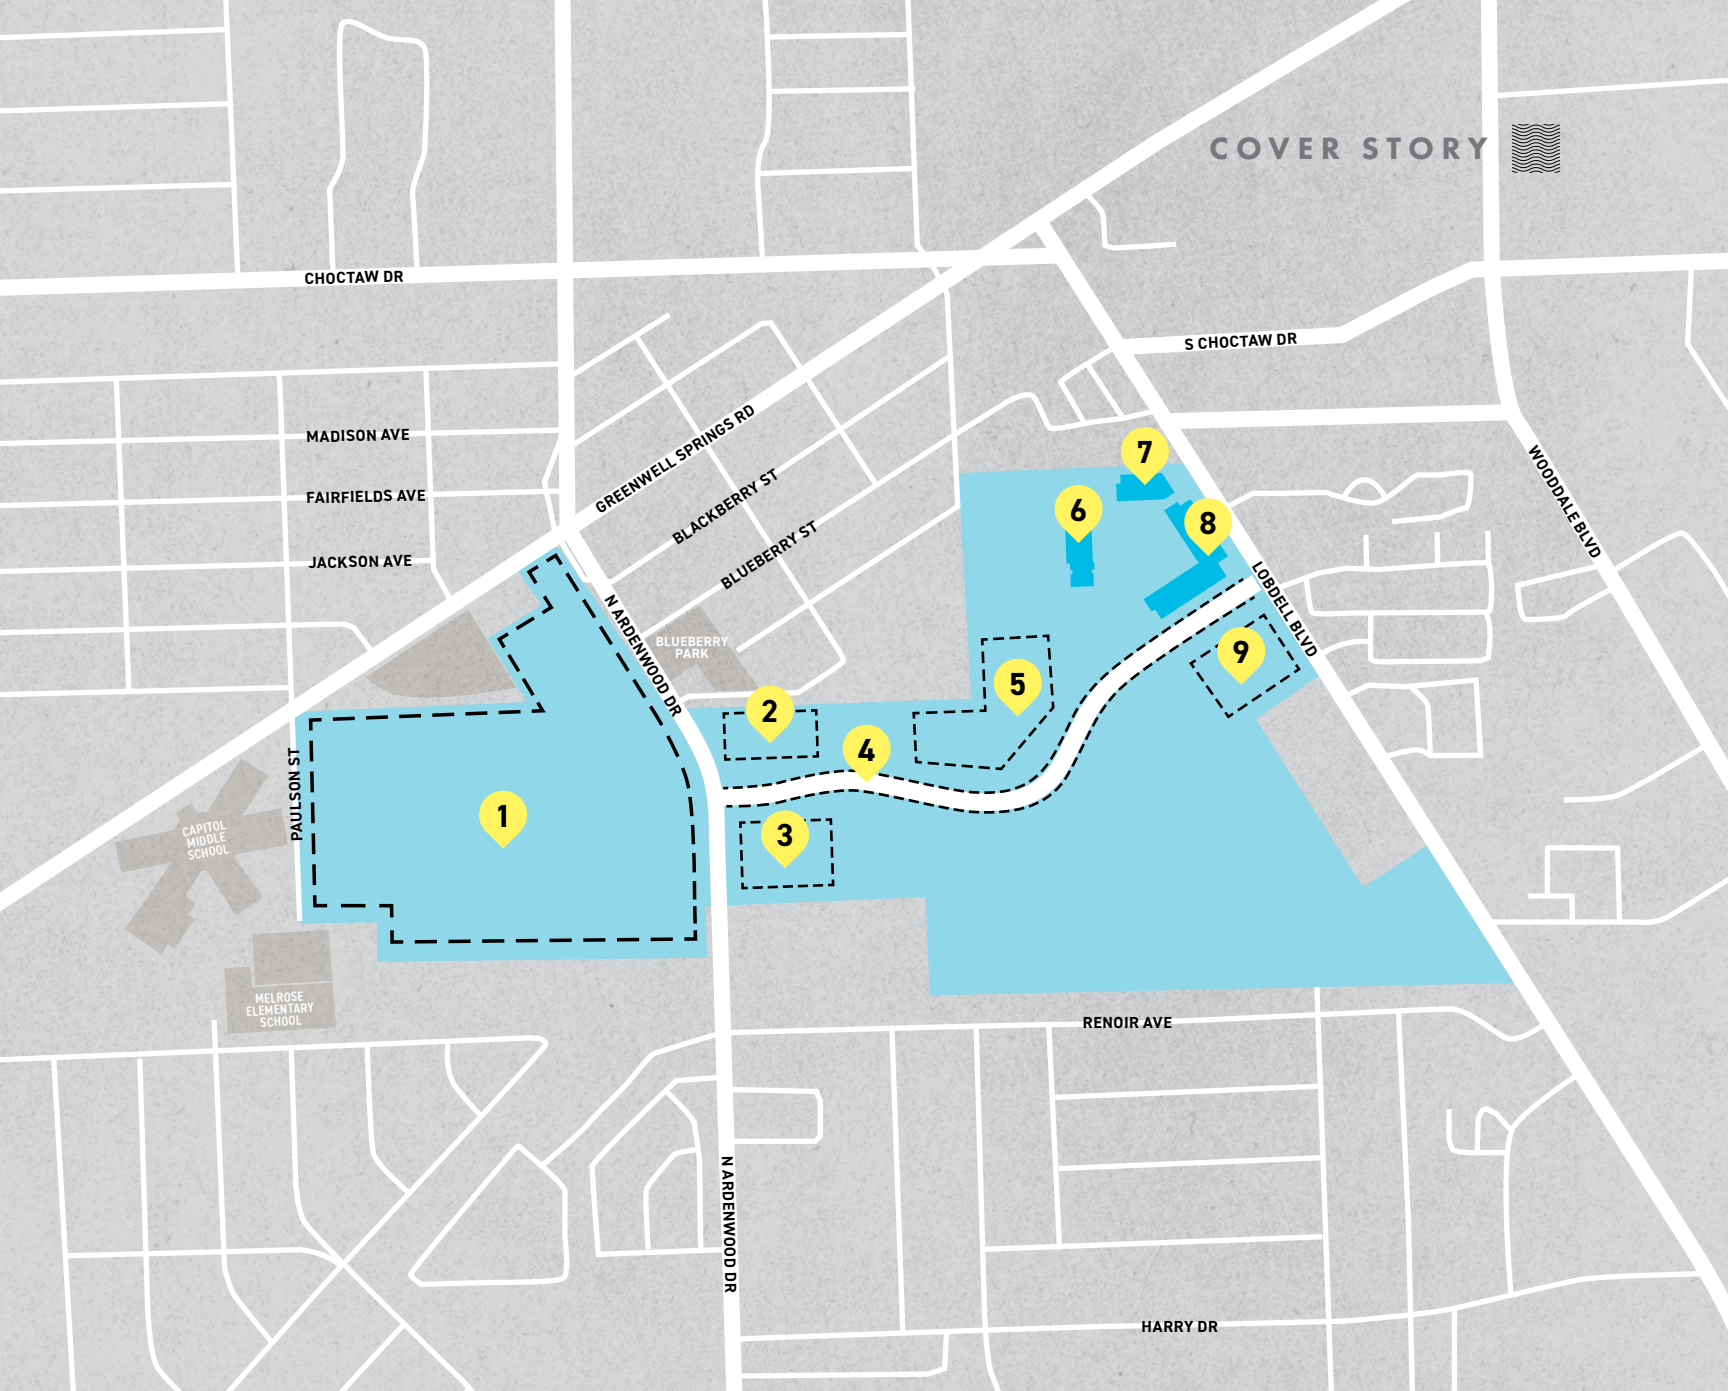 COVER STORY
CHOCTAW DR
S CHOCTAW DR
MADISON AVE
GREENWELL SPRINGS RD
7
WOODDALE BLVD
FAIRFIELDS AVE
BLACKBERRY ST
6
8
BLUEBERRY ST
JACKSON AVE
LOBDELL BLVD
N ARDENWOOD DR
BLUEBERRY
PARK
9
5
2
4
PAULSON ST
1
3
CAPITOL
MIDDLE
SCHOOL
MELROSE
ELEMENTARY
SCHOOL
RENOIR AVE
N ARDENWOOD DR
HARRY DR